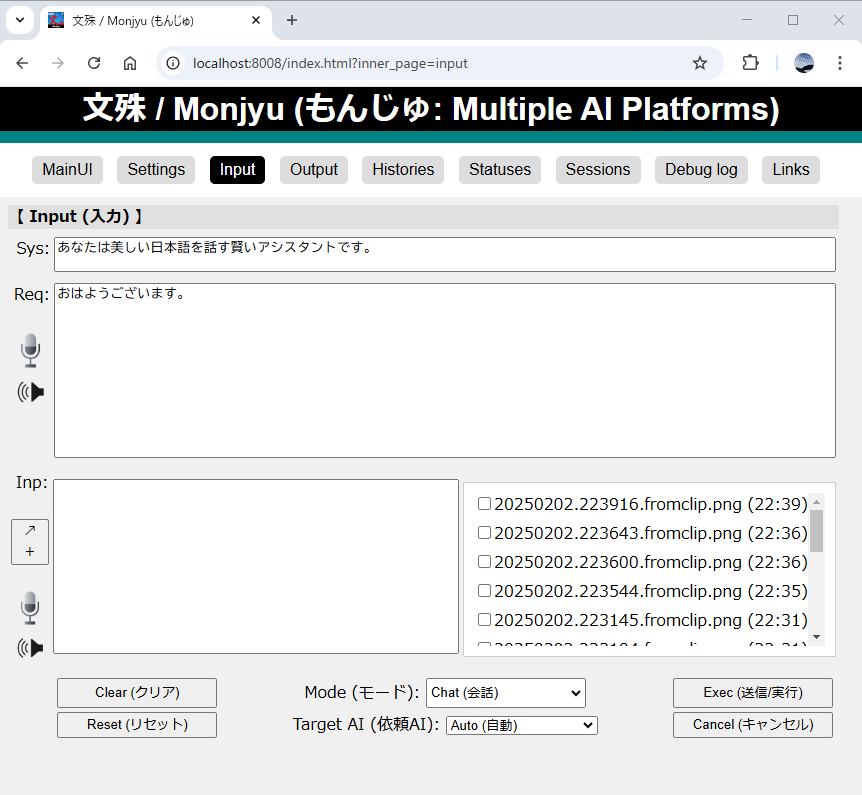 文殊 / Monjyu (もんじゅ)
localhost:8008/index.html?inner_page=input
文殊 / Monjyu (もんじゅ: Multiple AI Platforms)
MainUI Settings Input Output Histories Statuses Sessions Debug log Links
【 Input (入力) 】
Sys: あなたは美しい日本語を話す賢いアシスタントです。
Req: おはようございます。
Inp:
20250202.223916.fromclip.png (22:39)
20250202.223643.fromclip.png (22:36)
20250202.223600.fromclip.png (22:36)
20250202.223544.fromclip.png (22:35)
20250202.223145.fromclip.png (22:31)
Clear (クリア) Mode (モード): Chat (会話) Exec (送信/実行)
Reset (リセット) Target AI (依頼AI): Auto (自動) Cancel (キャンセル)